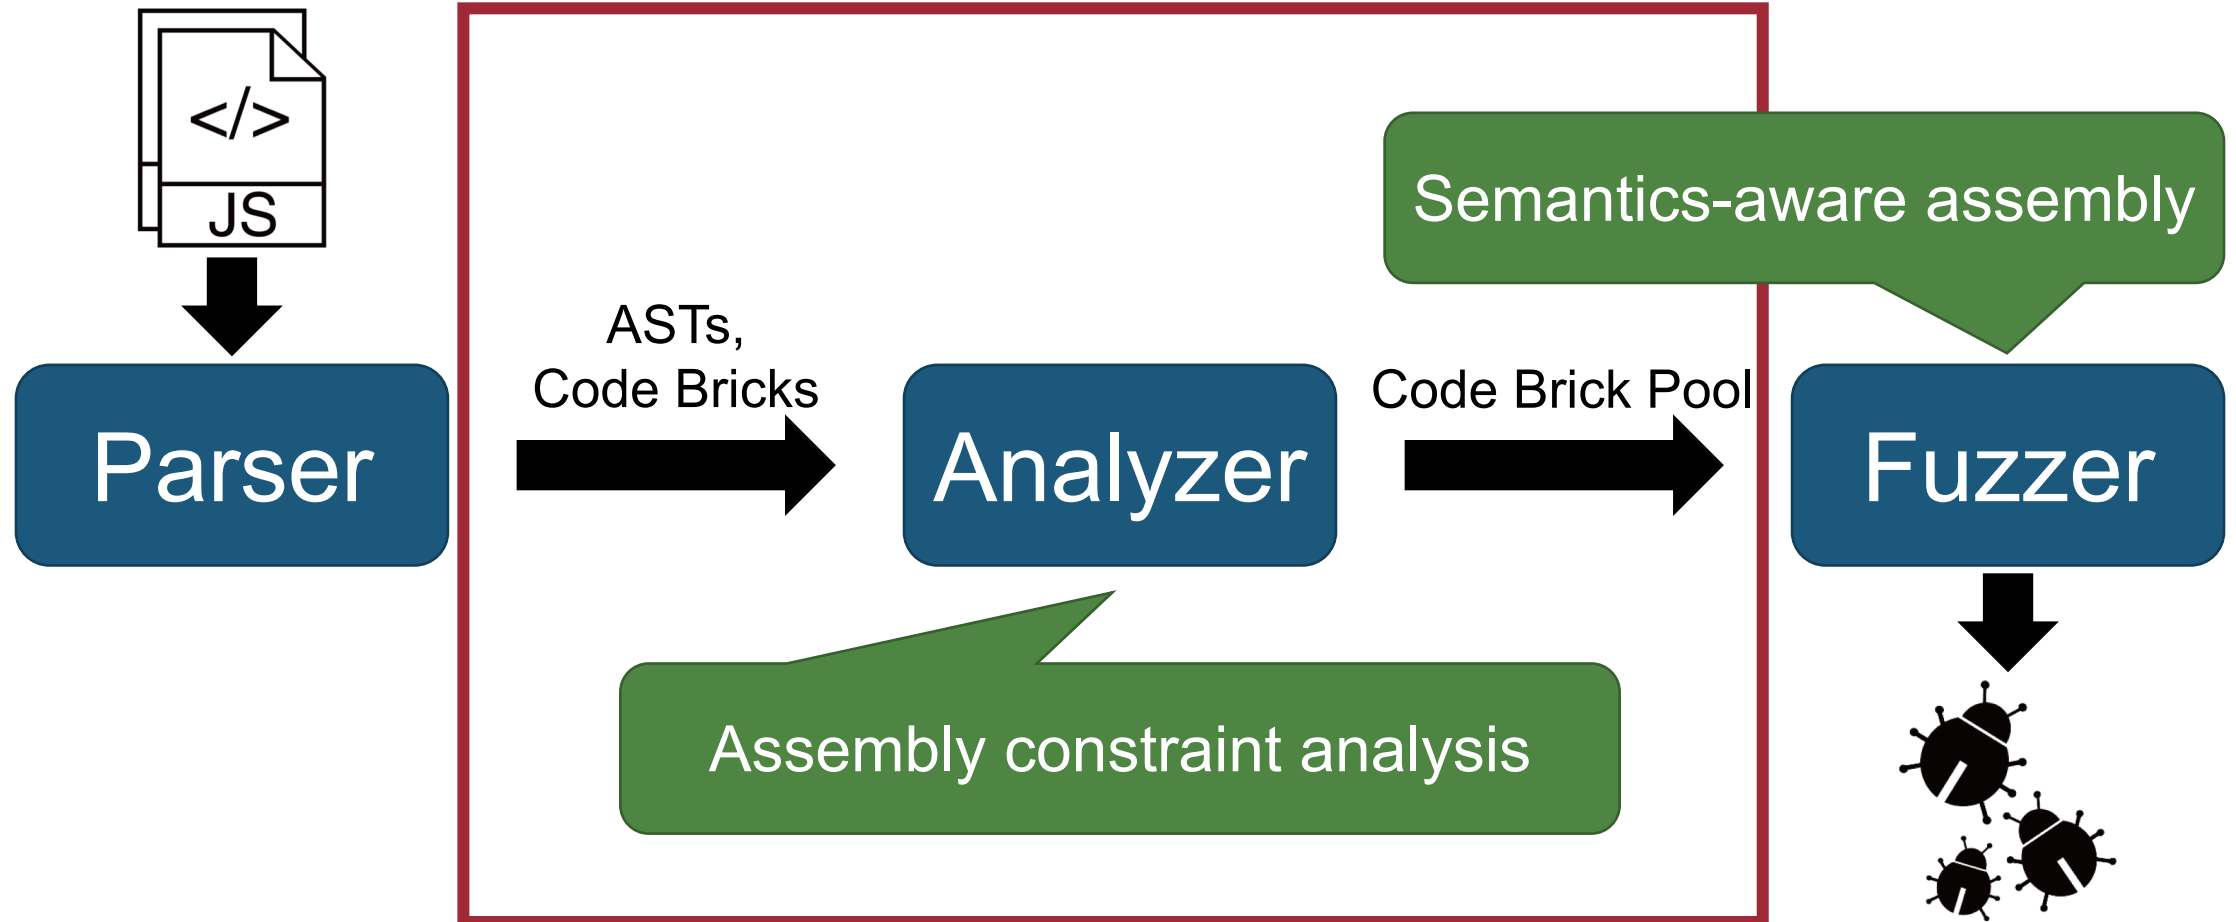 </>
JS
Parser
ASTs,
Code Bricks
Analyzer
Assembly constraint analysis
Code Brick Pool
Semantics-aware assembly
Fuzzer